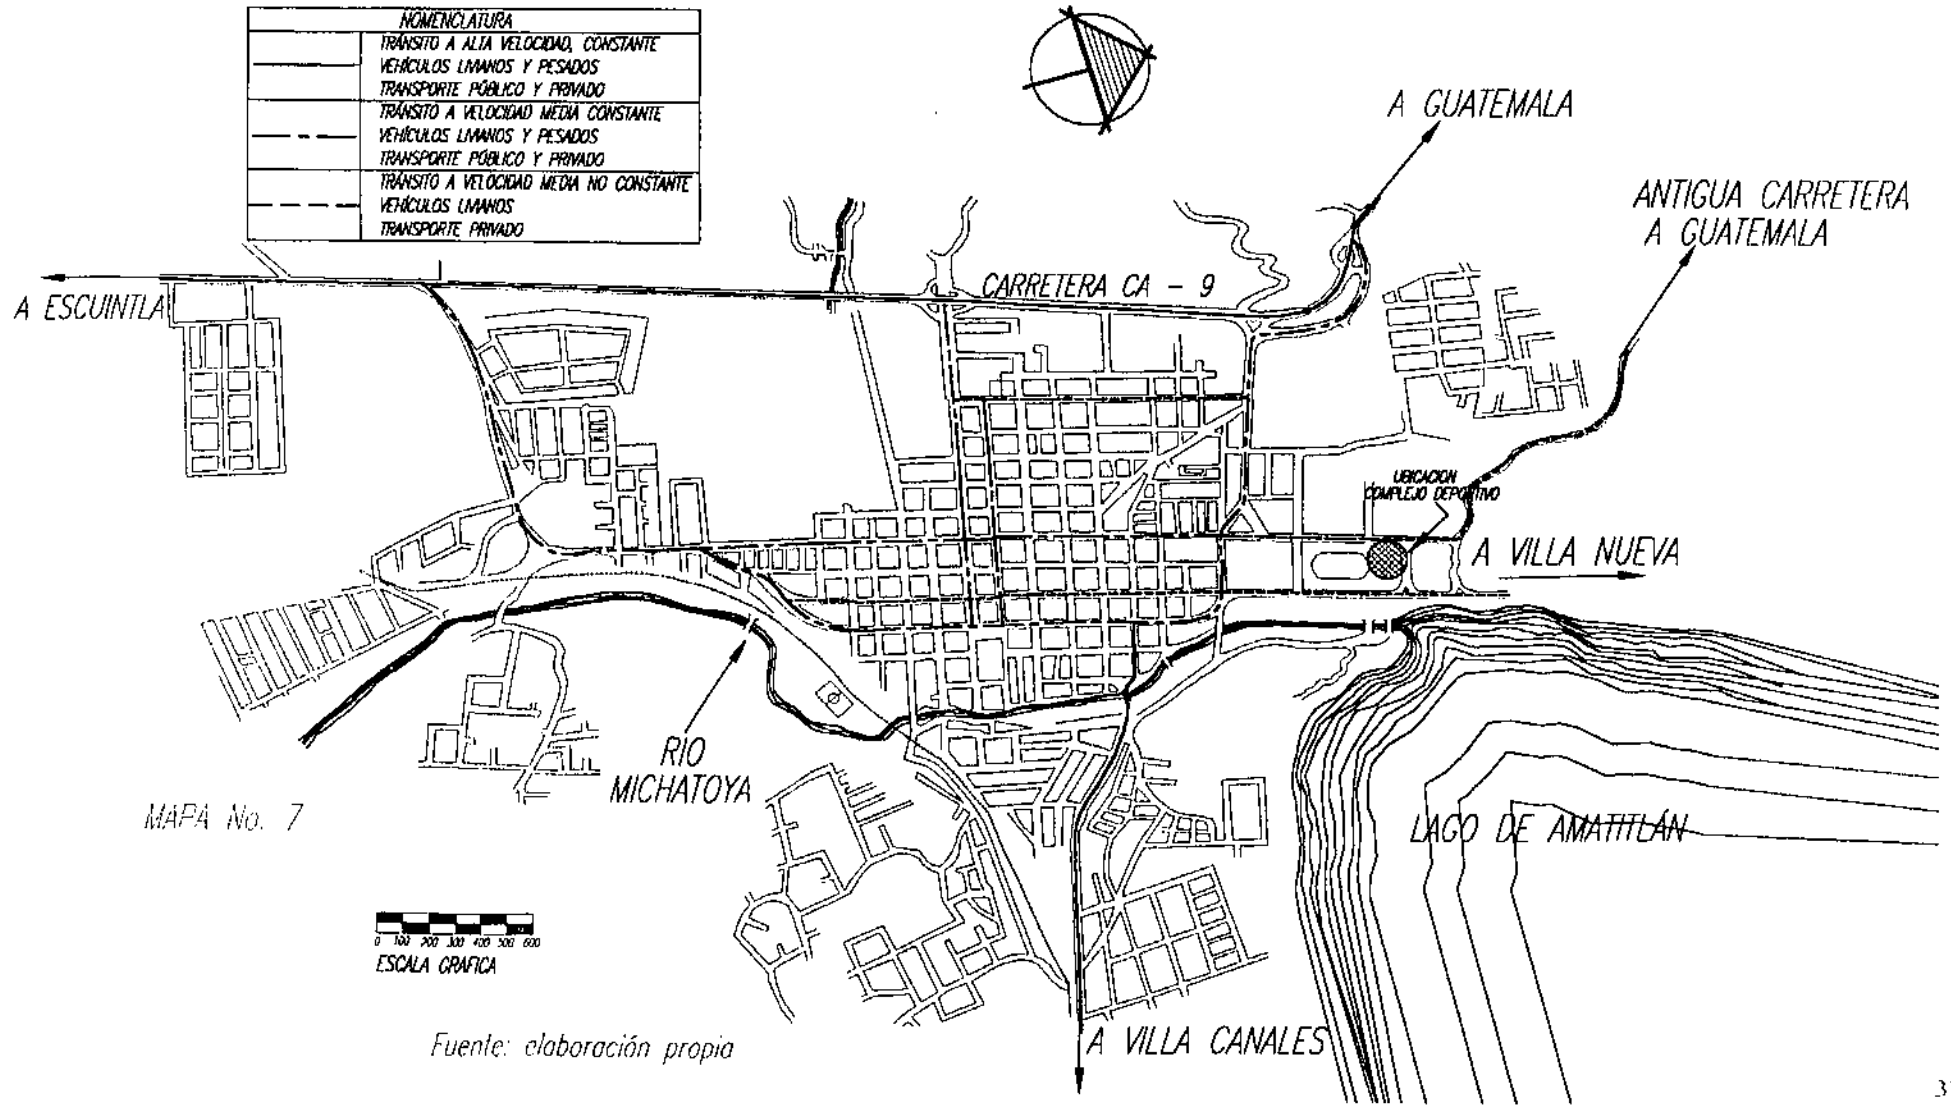 NOMENCLATURA
TRÁNSITO A ALTA VELOCIDAD, CONSTANTE
VEHÍCULOS LIVIANOS Y PESADOS
TRANSPORTE PÚBLICO Y PRIVADO
TRÁNSITO A VELOCIDAD MEDIA CONSTANTE
VEHÍCULOS LIVIANOS Y PESADOS
TRANSPORTE PÚBLICO Y PRIVADO
TRÁNSITO A VELOCIDAD MEDIA NO CONSTANTE
VEHÍCULOS LIVIANOS
TRANSPORTE PRIVADO
A GUATEMALA
ANTIGUA CARRETERA
A GUATEMALA
A ESCUINTLA
CARRETERA CA - 9
UBICACION
COMPLEJO DEPORTIVO
A VILLA NUEVA
RIO
MICHATOYA
MAPA No. 7
LAGO DE AMATITLÁN
0 100 200 300 400 500 600
ESCALA GRAFICA
Fuente: elaboración propia
A VILLA CANALES